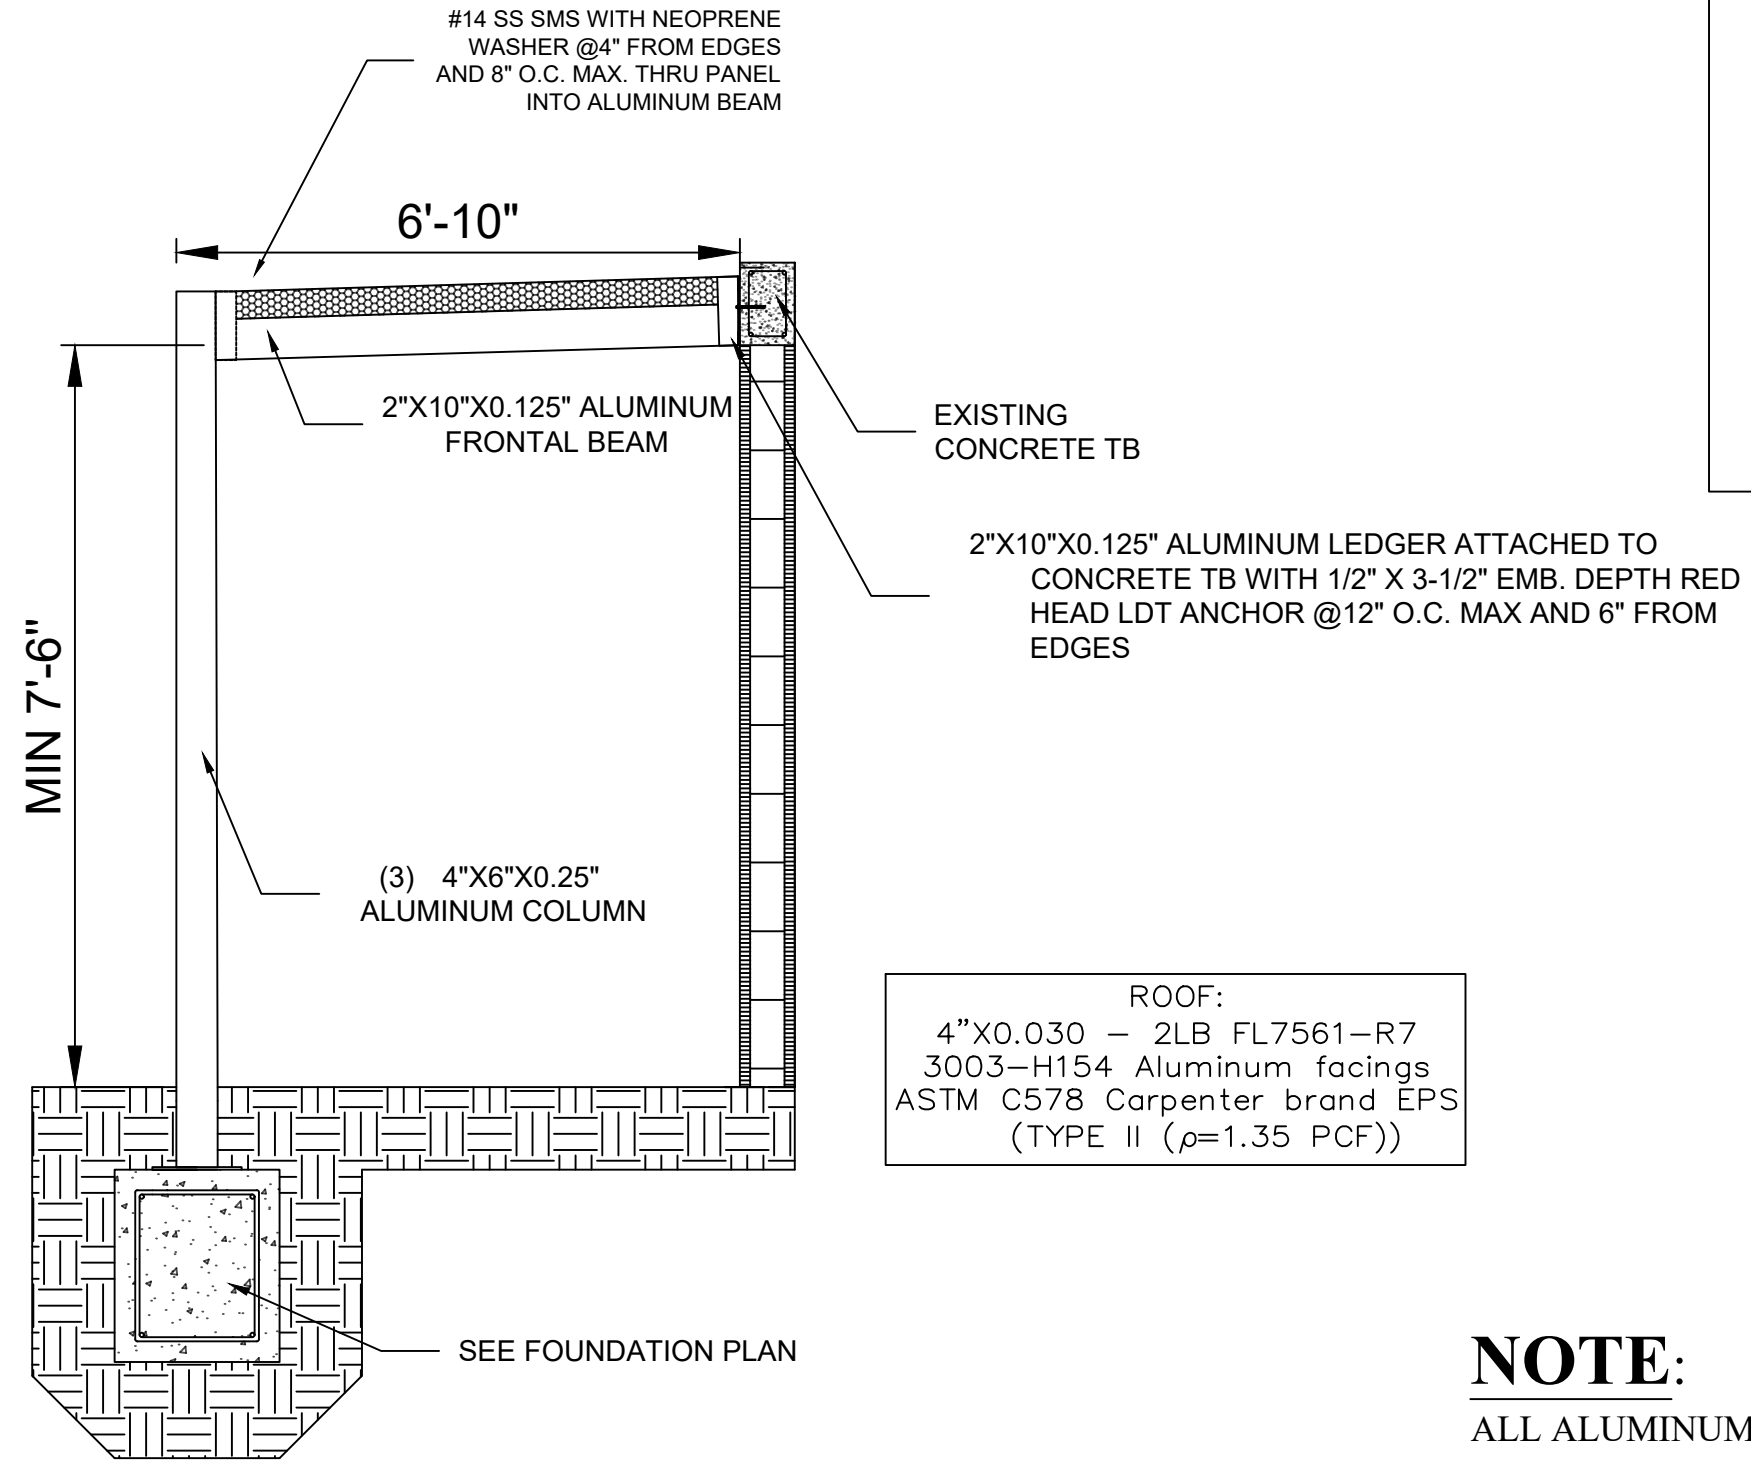 #14 SS SMS WITH NEOPRENE
WASHER @4" FROM EDGES
AND 8" O.C. MAX. THRU PANEL
INTO ALUMINUM BEAM
6'-10"
2"X10"X0.125" ALUMINUM
FRONTAL BEAM
EXISTING
CONCRETE TB
2"X10"X0.125" ALUMINUM LEDGER ATTACHED TO
CONCRETE TB WITH 1/2" X 3-1/2" EMB. DEPTH RED
HEAD LDT ANCHOR @12" O.C. MAX AND 6" FROM
EDGES
MIN 7'-6"
(3) 4"X6"X0.25"
ALUMINUM COLUMN
ROOF:
4"X0.030 – 2LB FL7561–R7
3003–H154 Aluminum facings
ASTM C578 Carpenter brand EPS
(TYPE II (ρ=1.35 PCF))
SEE FOUNDATION PLAN
NOTE:
ALL ALUMINUM